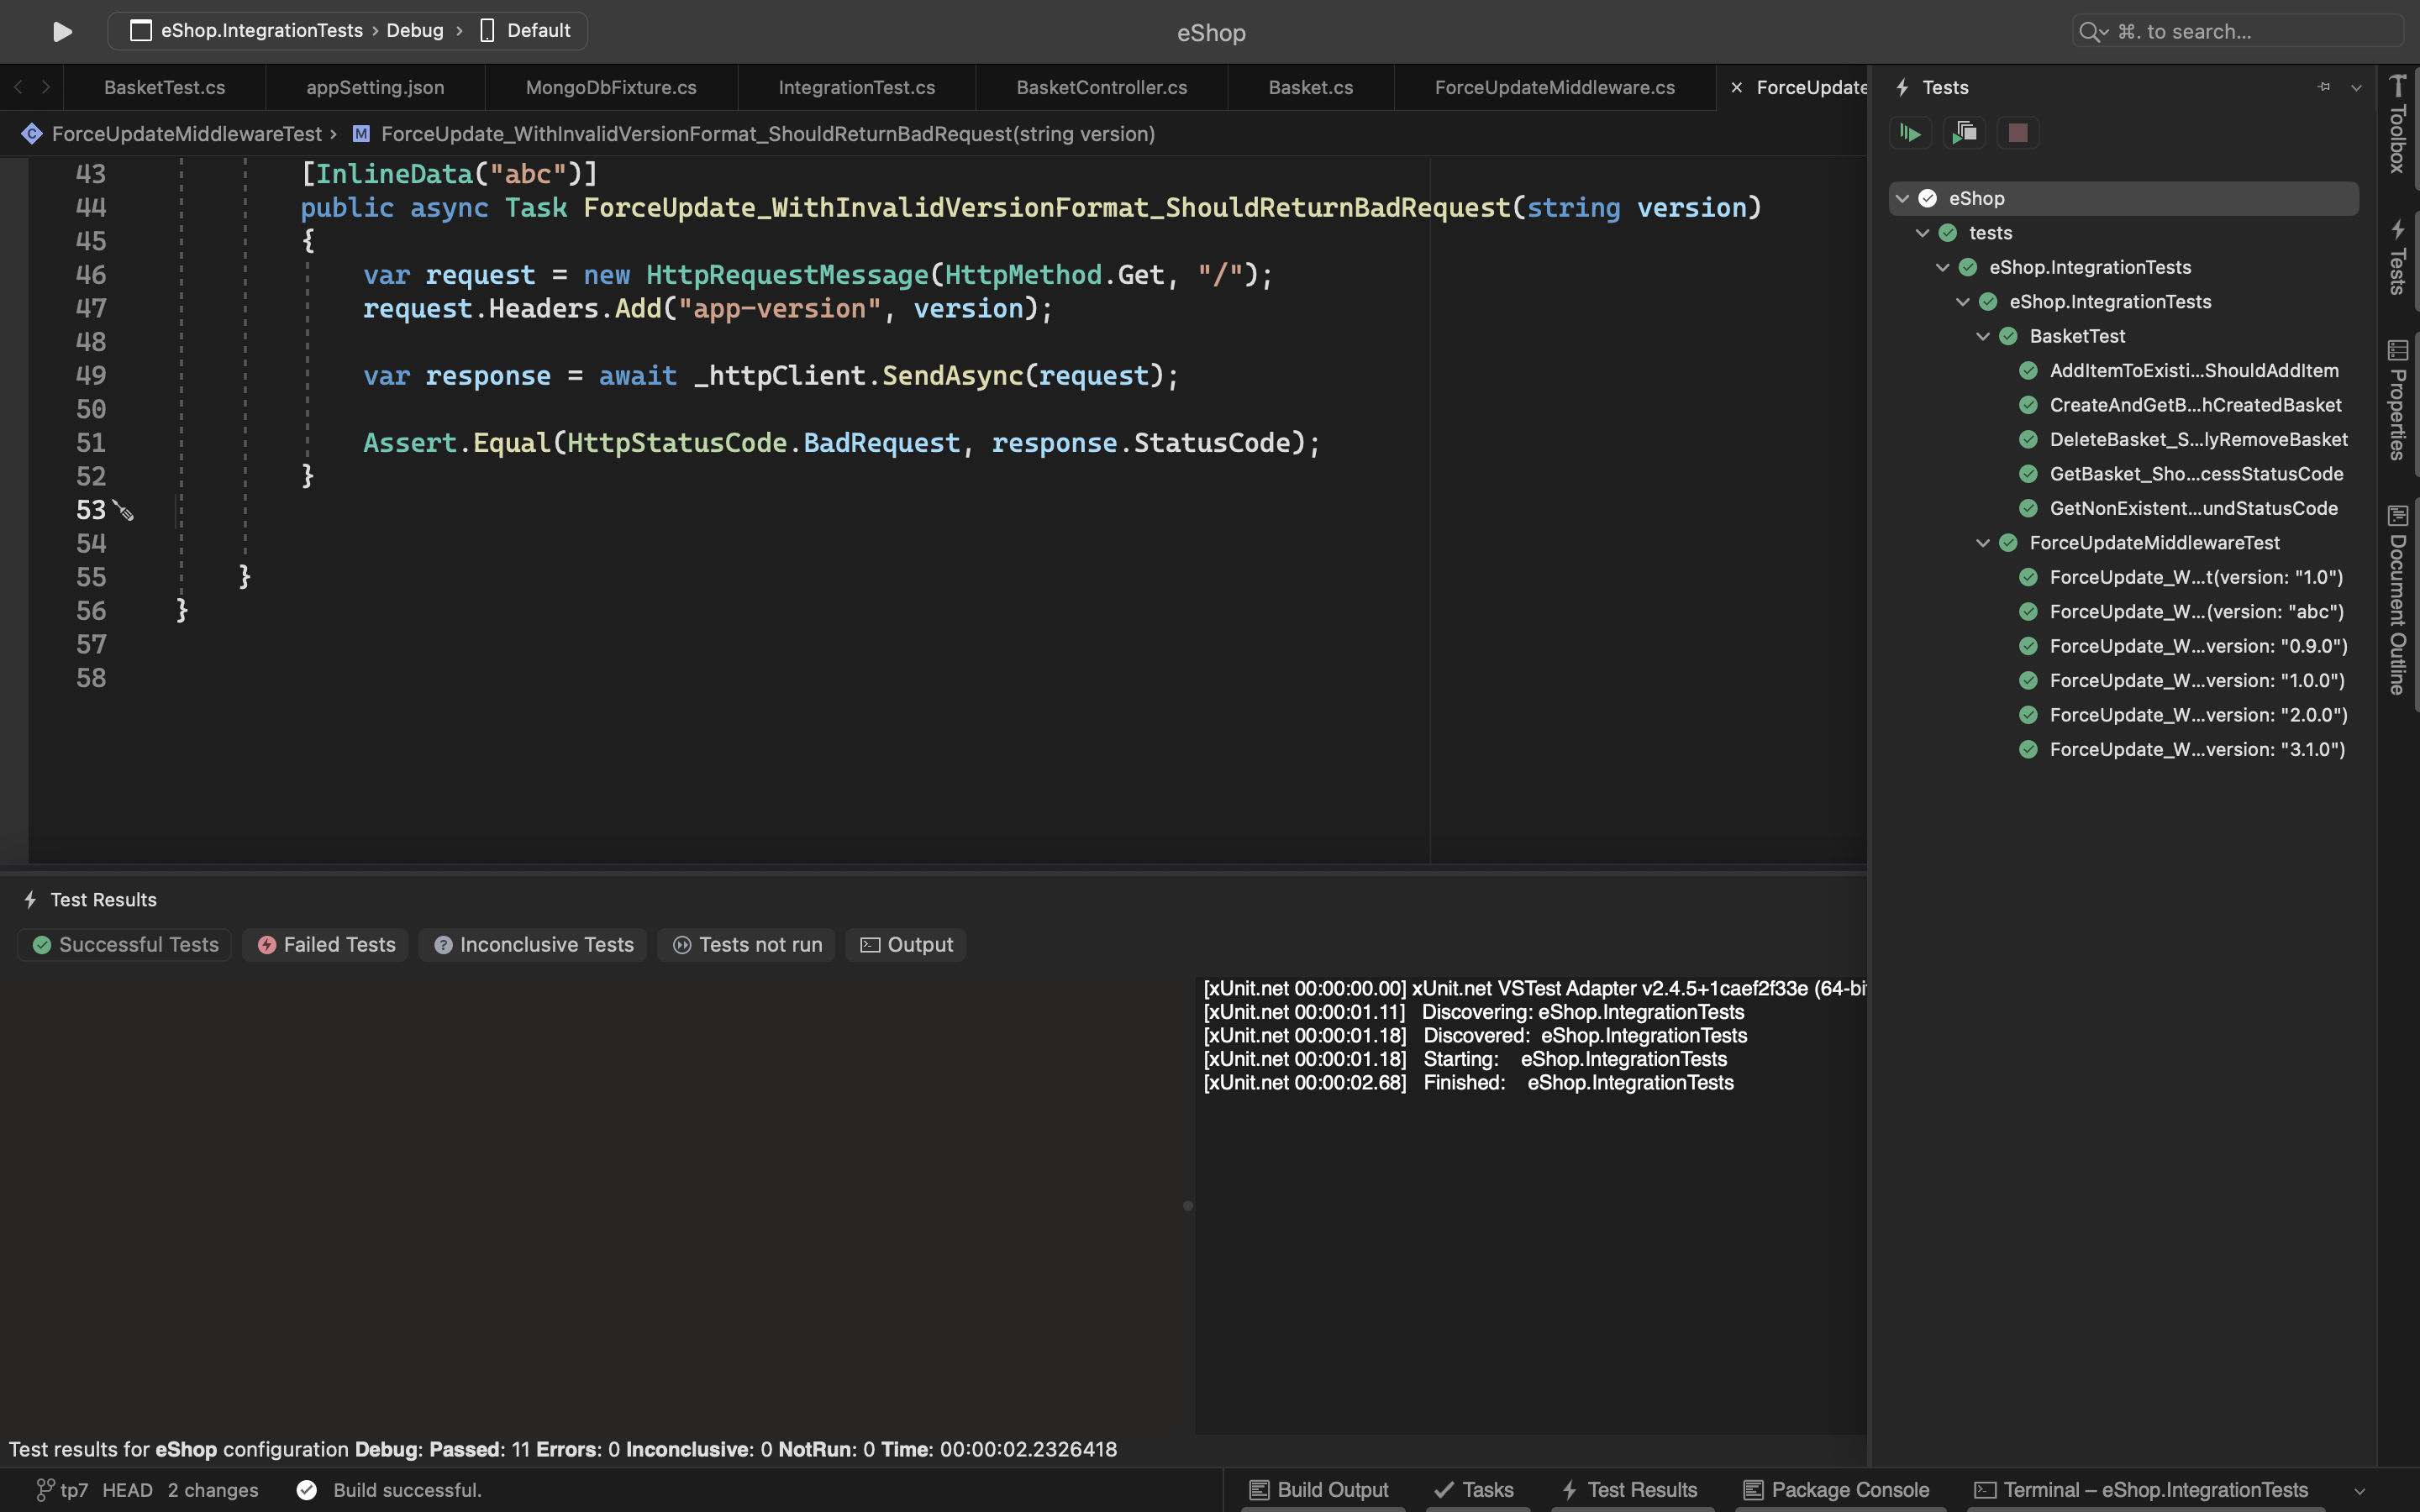 eShop.IntegrationTests › Debug › Default
eShop
⌘. to search...
BasketTest.cs
appSetting.json
MongoDbFixture.cs
IntegrationTest.cs
BasketController.cs
Basket.cs
ForceUpdateMiddleware.cs
× ForceUpdate
ForceUpdateMiddlewareTest › M ForceUpdate_WithInvalidVersionFormat_ShouldReturnBadRequest(string version)
43 [InlineData("abc")]
44 public async Task ForceUpdate_WithInvalidVersionFormat_ShouldReturnBadRequest(string version)
45 {
46 var request = new HttpRequestMessage(HttpMethod.Get, "/");
47 request.Headers.Add("app-version", version);
48
49 var response = await _httpClient.SendAsync(request);
50
51 Assert.Equal(HttpStatusCode.BadRequest, response.StatusCode);
52 }
53
54
55 }
56 }
57
58
Tests
eShop
tests
eShop.IntegrationTests
eShop.IntegrationTests
BasketTest
AddItemToExisti...ShouldAddItem
CreateAndGetB...hCreatedBasket
DeleteBasket_S...lyRemoveBasket
GetBasket_Sho...cessStatusCode
GetNonExistent...undStatusCode
ForceUpdateMiddlewareTest
ForceUpdate_W...t(version: "1.0")
ForceUpdate_W...(version: "abc")
ForceUpdate_W...version: "0.9.0")
ForceUpdate_W...version: "1.0.0")
ForceUpdate_W...version: "2.0.0")
ForceUpdate_W...version: "3.1.0")
Toolbox
Tests
Properties
Document Outline
Test Results
Successful Tests
Failed Tests
Inconclusive Tests
Tests not run
Output
[xUnit.net 00:00:00.00] xUnit.net VSTest Adapter v2.4.5+1caef2f33e (64-bi
[xUnit.net 00:00:01.11] Discovering: eShop.IntegrationTests
[xUnit.net 00:00:01.18] Discovered: eShop.IntegrationTests
[xUnit.net 00:00:01.18] Starting: eShop.IntegrationTests
[xUnit.net 00:00:02.68] Finished: eShop.IntegrationTests
Test results for eShop configuration Debug: Passed: 11 Errors: 0 Inconclusive: 0 NotRun: 0 Time: 00:00:02.2326418
tp7 HEAD 2 changes
Build successful.
Build Output
Tasks
Test Results
Package Console
Terminal – eShop.IntegrationTests